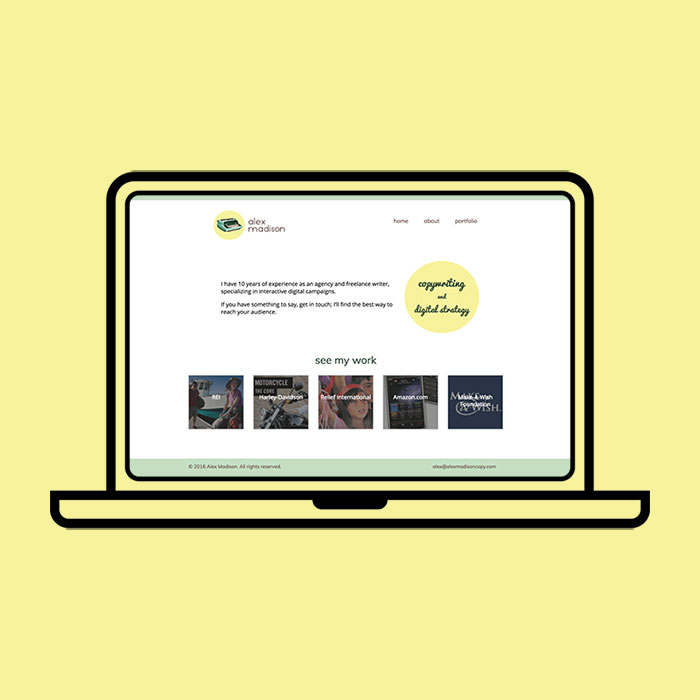 alex
madison
home about portfolio
I have 10 years of experience as an agency and freelance writer,
specializing in interactive digital campaigns.
If you have something to say, get in touch; I'll find the best way to
reach your audience.
copywriting
and
digital strategy
see my work
MOTORCYCLE
THE CORE
REI
Harley-Davidson
Relief International
Amazon.com
Make-A-Wish
Foundation
A WISH.
© 2016 Alex Madison. All rights reserved.
alex@alexmadisoncopy.com